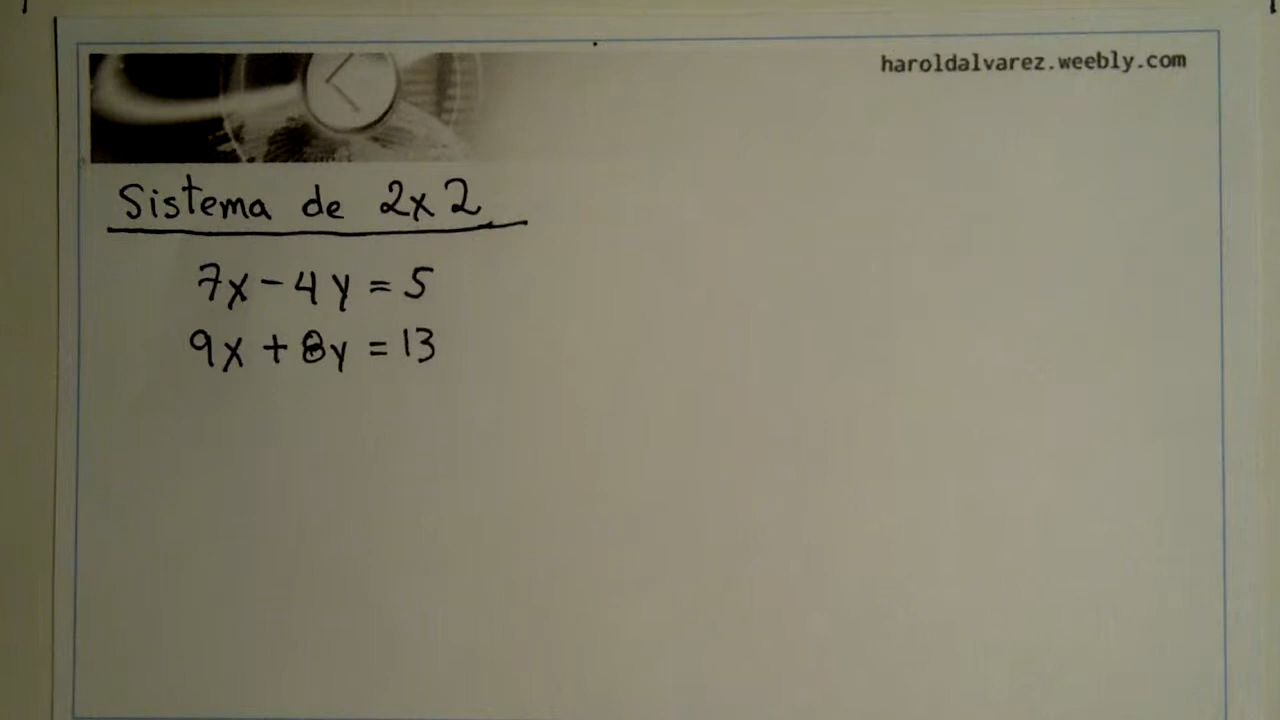 haroldalvarez.weebly.com
Sistema de 2x2
7x - 4y = 5
9x + 8y = 13